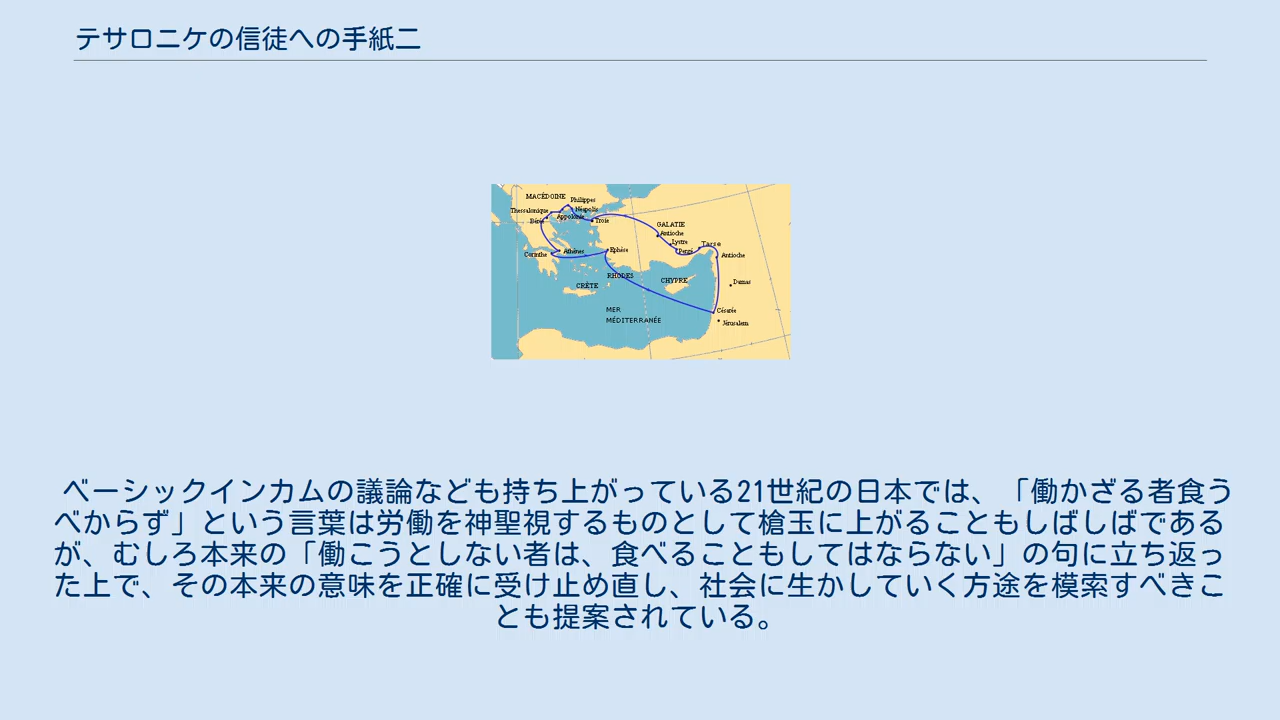 テサロニケの信徒への手紙二
MACÉDOINE
Philippes
Néapolis
Thessalonique
Appolonie
Bérée
Troie
GALATIE
Antioche
Lystre
Tarse
Pergé
Corinthe
Athènes
Ephèse
Antioche
RHODES
CHYPRE
Damas
CRÈTE
MER
MÉDITERRANÉE
Césarée
Jérusalem
ベーシックインカムの議論なども持ち上がっている21世紀の日本では、「働かざる者食う
べからず」という言葉は労働を神聖視するものとして槍玉に上がることもしばしばである
が、むしろ本来の「働こうとしない者は、食べることもしてはならない」の句に立ち返っ
た上で、その本来の意味を正確に受け止め直し、社会に生かしていく方途を模索すべきこ
とも提案されている。